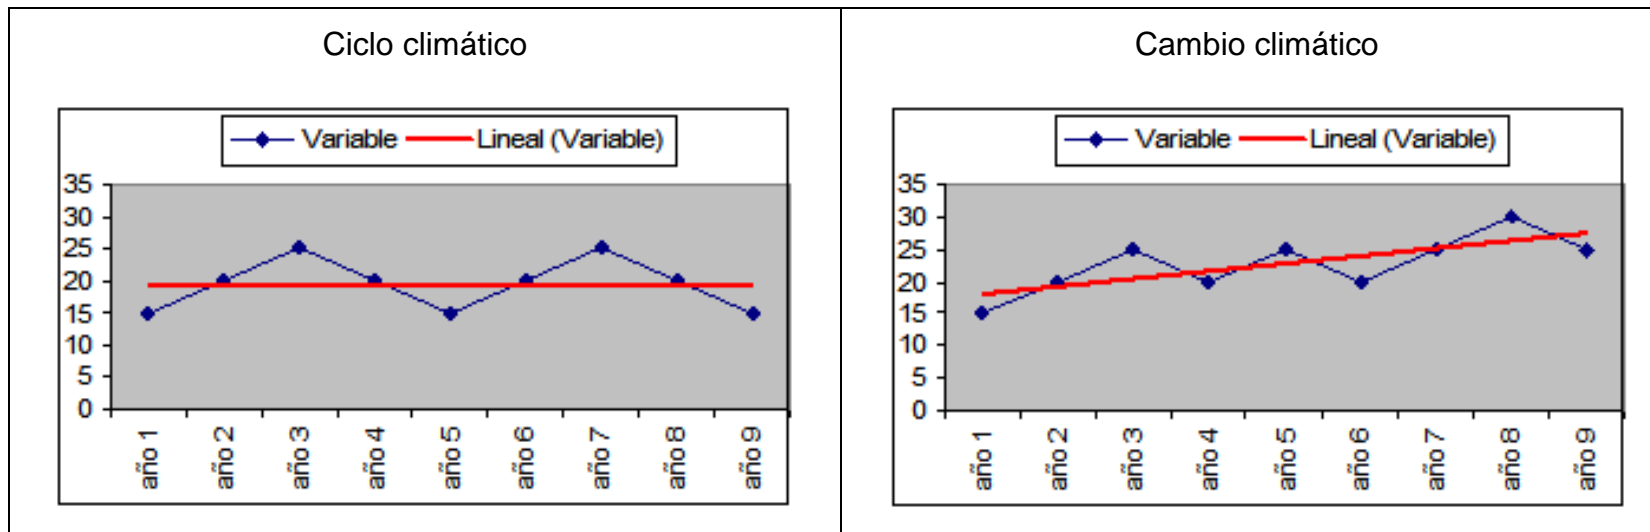 Ciclo climático
Variable Lineal (Variable)
35
30
25
20
15
10
5
0
año 1
año 2
año 3
año 4
año 5
año 6
año 7
año 8
año 9
Cambio climático
Variable Lineal (Variable)
35
30
25
20
15
10
5
0
año 1
año 2
año 3
año 4
año 5
año 6
año 7
año 8
año 9